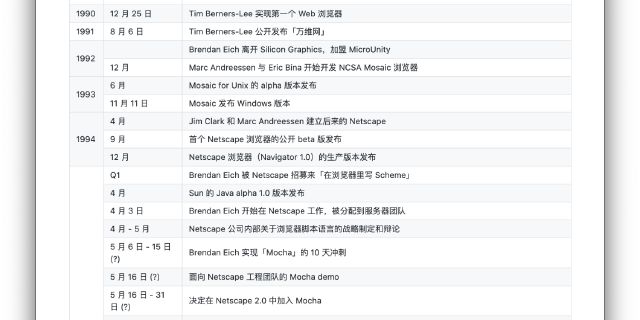 1990 12 月 25 日 Tim Berners-Lee 实现第一个 Web 浏览器
1991 8 月 6 日 Tim Berners-Lee 公开发布「万维网」
1992 Brendan Eich 离开 Silicon Graphics，加盟 MicroUnity
12 月 Marc Andreessen 与 Eric Bina 开始开发 NCSA Mosaic 浏览器
1993 6 月 Mosaic for Unix 的 alpha 版本发布
11 月 11 日 Mosaic 发布 Windows 版本
1994 4 月 Jim Clark 和 Marc Andreessen 建立后来的 Netscape
9 月 首个 Netscape 浏览器的公开 beta 版发布
12 月 Netscape 浏览器（Navigator 1.0）的生产版本发布
Q1 Brendan Eich 被 Netscape 招募来「在浏览器里写 Scheme」
4 月 Sun 的 Java alpha 1.0 版本发布
4 月 3 日 Brendan Eich 开始在 Netscape 工作，被分配到服务器团队
4 月 - 5 月 Netscape 公司内部关于浏览器脚本语言的战略制定和辩论
5 月 6 日 - 15 日
(?) Brendan Eich 实现「Mocha」的 10 天冲刺
5 月 16 日 (?) 面向 Netscape 工程团队的 Mocha demo
5 月 16 日 - 31
日 (?) 决定在 Netscape 2.0 中加入 Mocha